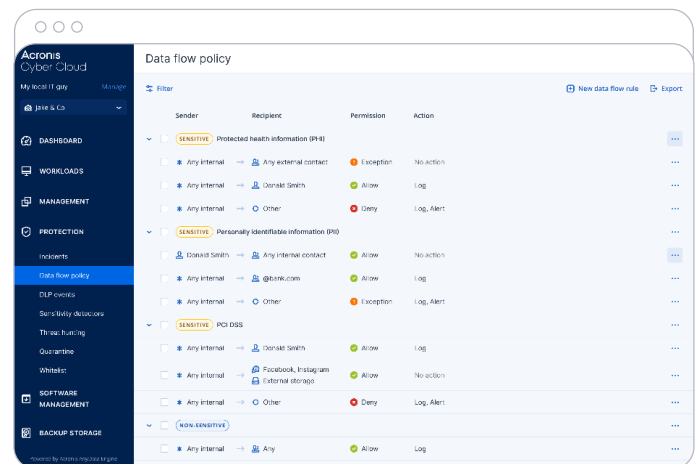 Acronis
Cyber Cloud
My local IT guy Manage
Jake & Co
DASHBOARD
WORKLOADS
MANAGEMENT
PROTECTION
Incidents
Data flow policy
DLP events
Sensitivity detectors
Threat hunting
Quarantine
Whitelist
SOFTWARE
MANAGEMENT
BACKUP STORAGE
Powered by Acronis AnyData Engine
Data flow policy
Filter New data flow rule Export
Sender Recipient Permission Action
SENSITIVE Protected health information (PHI)
Any internal → Any external contact Exception No action
Any internal → Donald Smith Allow Log
Any internal → Other Deny Log, Alert
SENSITIVE Personally identifiable information (PII)
Donald Smith → Any internal contact Allow No action
Any internal → @bank.com Allow Log
Any internal → Other Exception Log, Alert
SENSITIVE PCI DSS
Any internal → Donald Smith Allow Log
Any internal → Facebook, Instagram Allow No action
External storage
Any internal → Other Deny Log, Alert
NON-SENSITIVE
Any internal → Any Allow Log